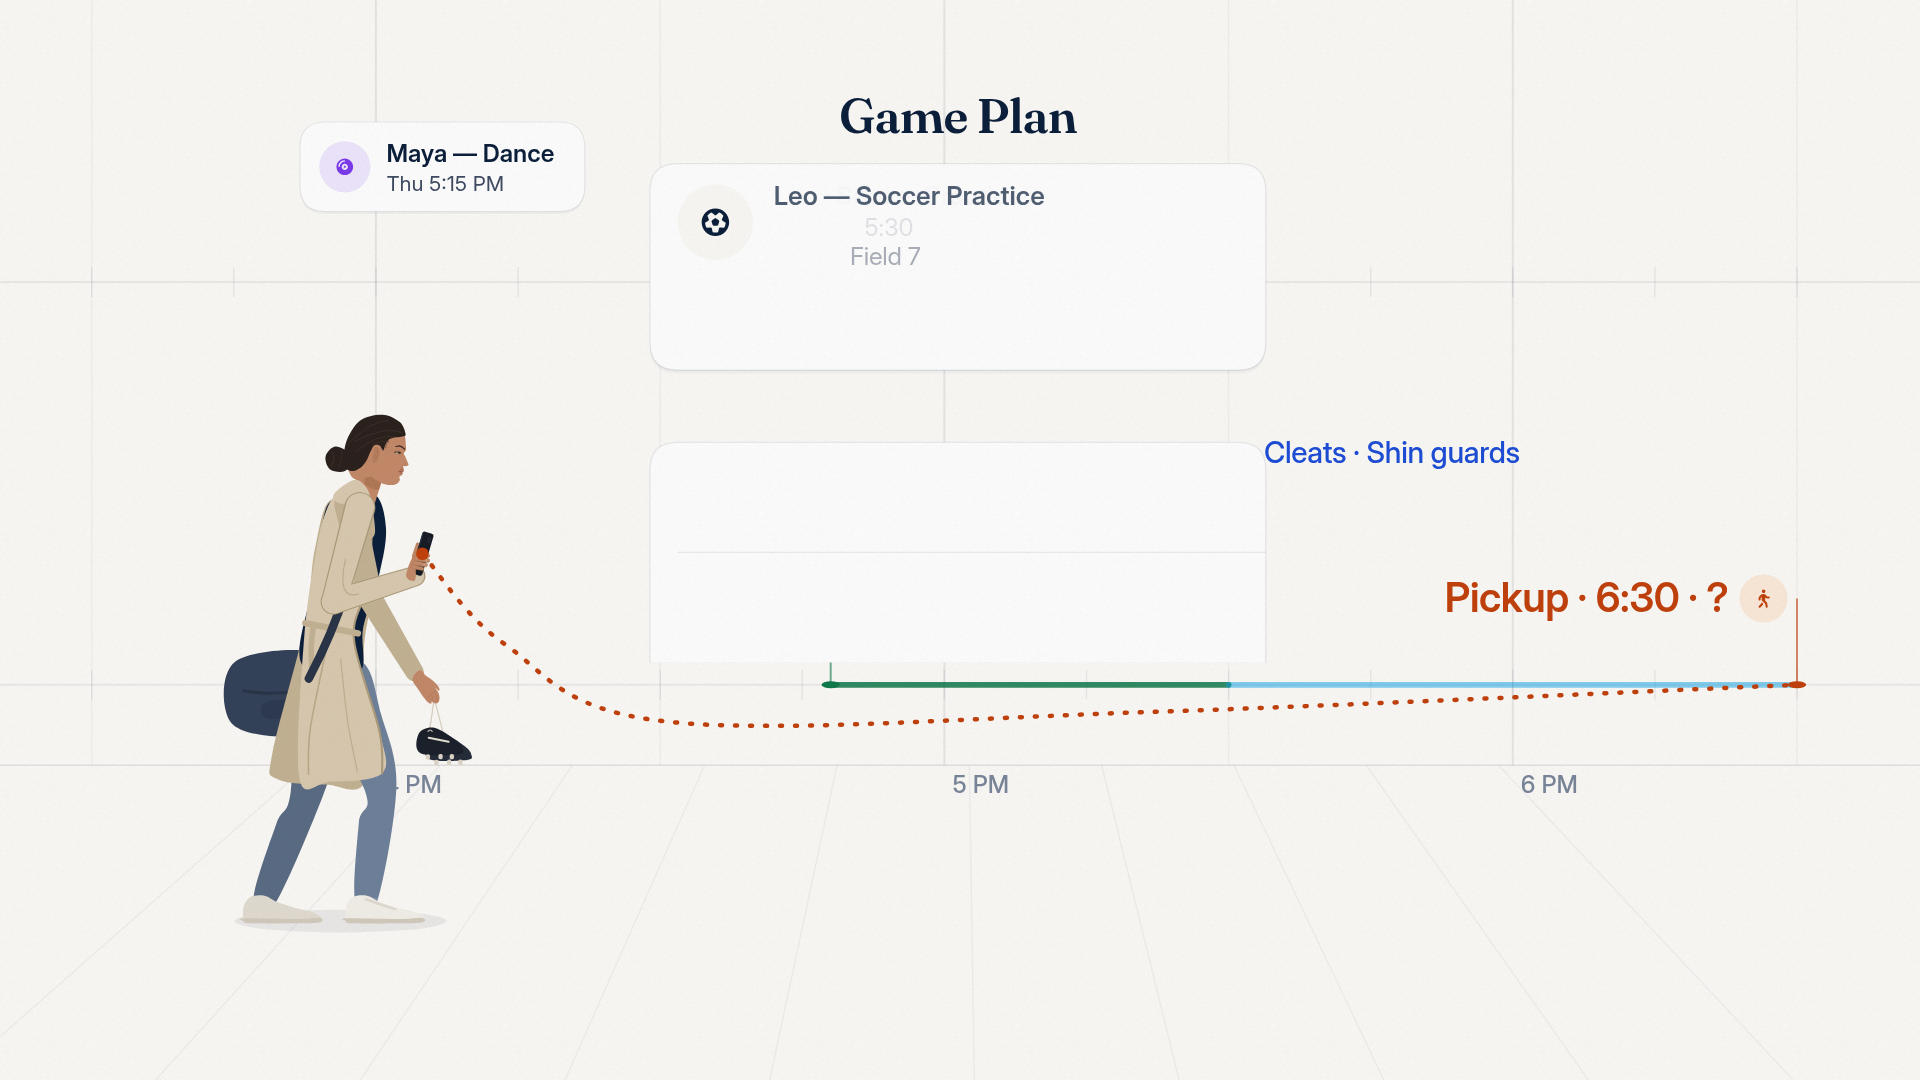 Game Plan
Maya — Dance
Thu 5:15 PM
Leo — Soccer Practice
5:30
Field 7
Cleats · Shin guards
Pickup · 6:30 · ?
PM
5 PM
6 PM